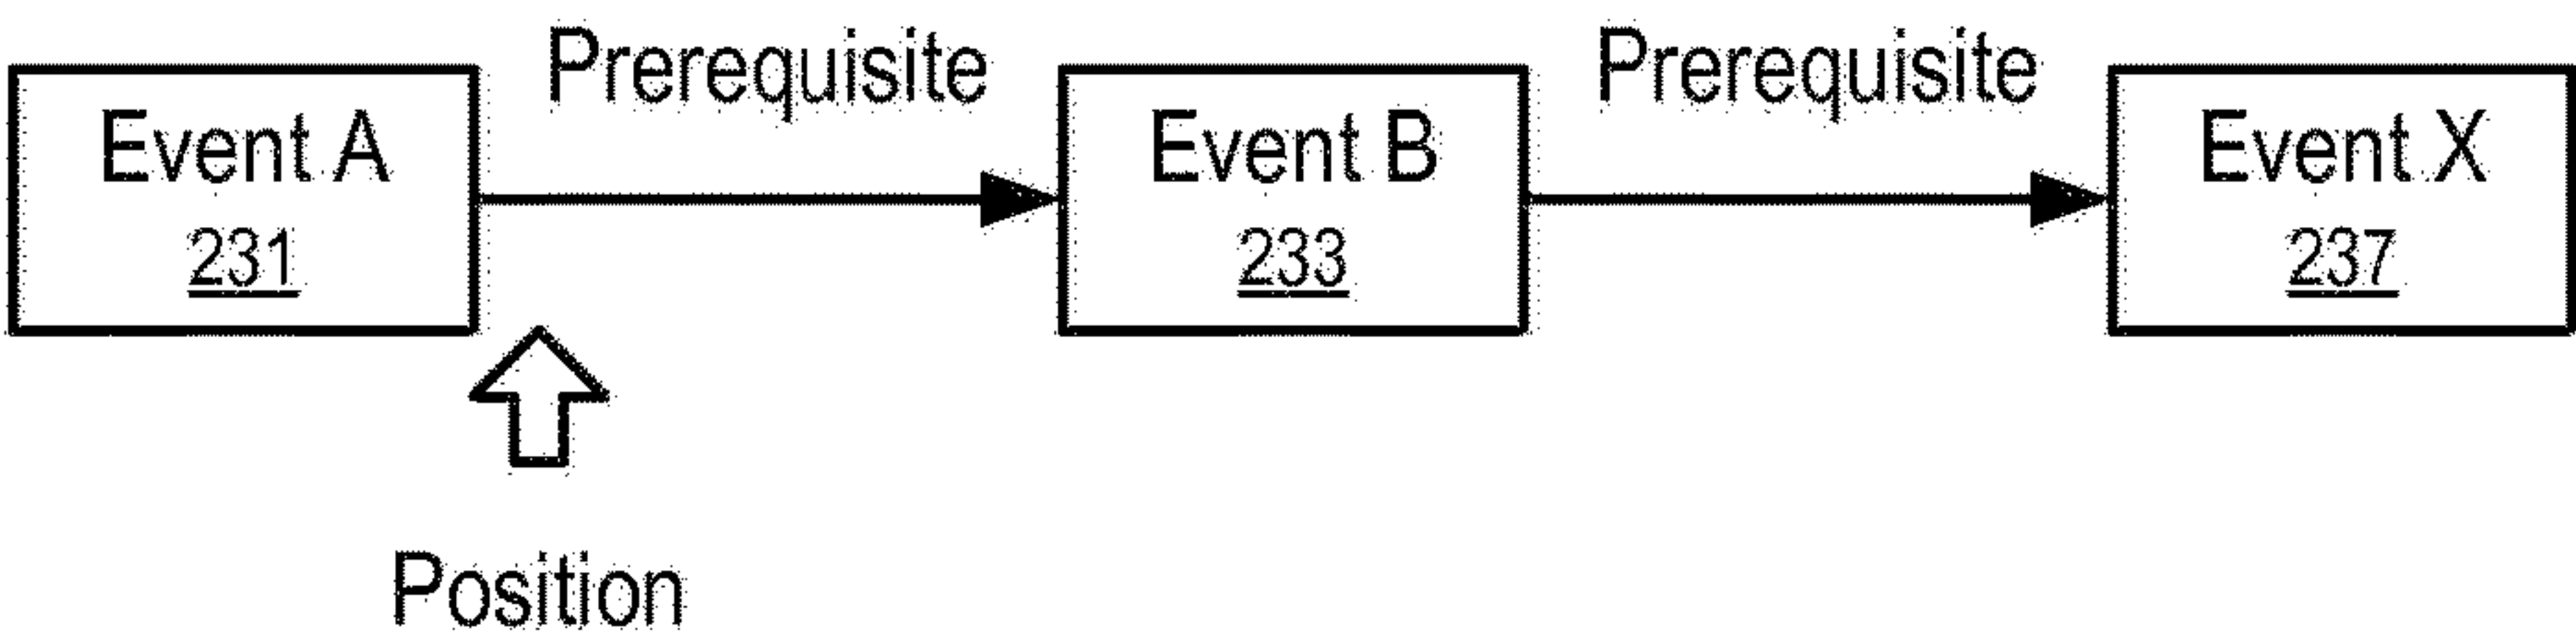 Prerequisite
Prerequisite
Event A
Event B
Event X
231
233
237
Position